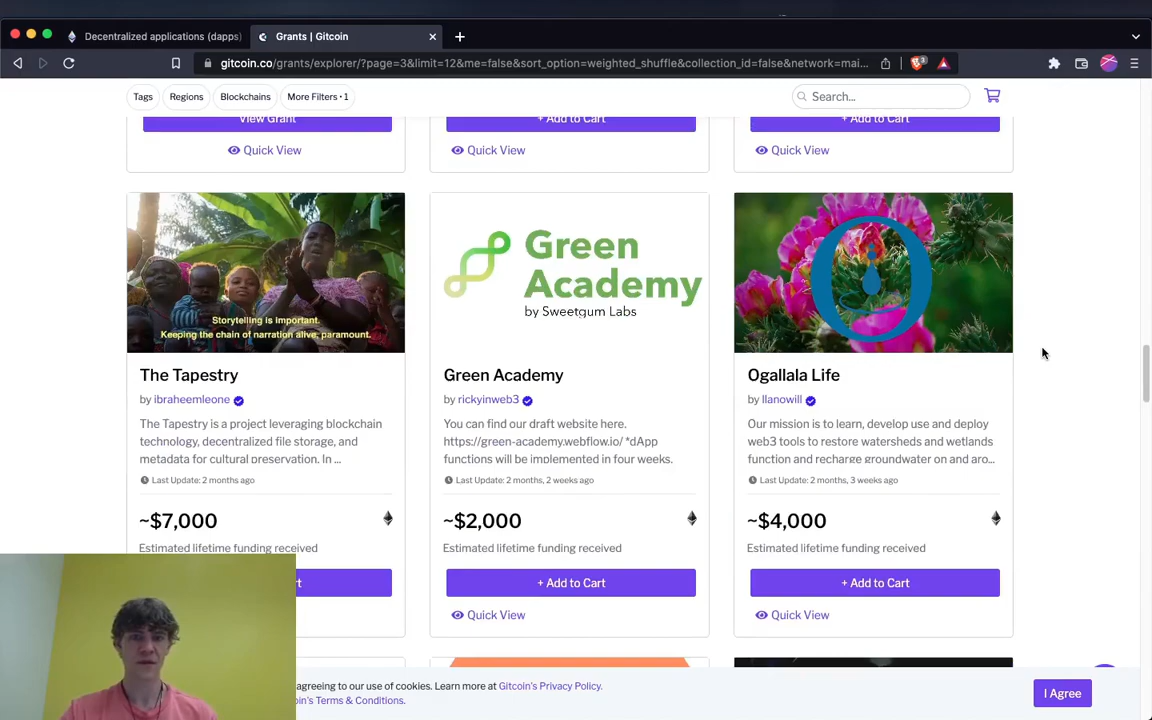 Decentralized applications (dapps)
Grants | Gitcoin
gitcoin.co/grants/explorer/?page=3&limit=12&me=false&sort_option=weighted_shuffle&collection_id=false&network=mai...
3
Tags
Regions
Blockchains
More Filters • 1
Search...
View Grant
+ Add to Cart
+ Add to Cart
Quick View
Quick View
Quick View
Storytelling is important.
Keeping the chain of narration alive, paramount.
Green
Academy
by Sweetgum Labs
The Tapestry
by ibraheemleone
The Tapestry is a project leveraging blockchain
technology, decentralized file storage, and
metadata for cultural preservation. In ...
Last Update: 2 months ago
~$7,000
Estimated lifetime funding received
Green Academy
by rickyinweb3
You can find our draft website here.
https://green-academy.webflow.io/ *dApp
functions will be implemented in four weeks.
Last Update: 2 months, 2 weeks ago
~$2,000
Estimated lifetime funding received
+ Add to Cart
Quick View
Ogallala Life
by llanowill
Our mission is to learn, develop use and deploy
web3 tools to restore watersheds and wetlands
function and recharge groundwater on and aro...
Last Update: 2 months, 3 weeks ago
~$4,000
Estimated lifetime funding received
+ Add to Cart
Quick View
agreeing to our use of cookies. Learn more at Gitcoin's Privacy Policy.
oin's Terms & Conditions.
I Agree